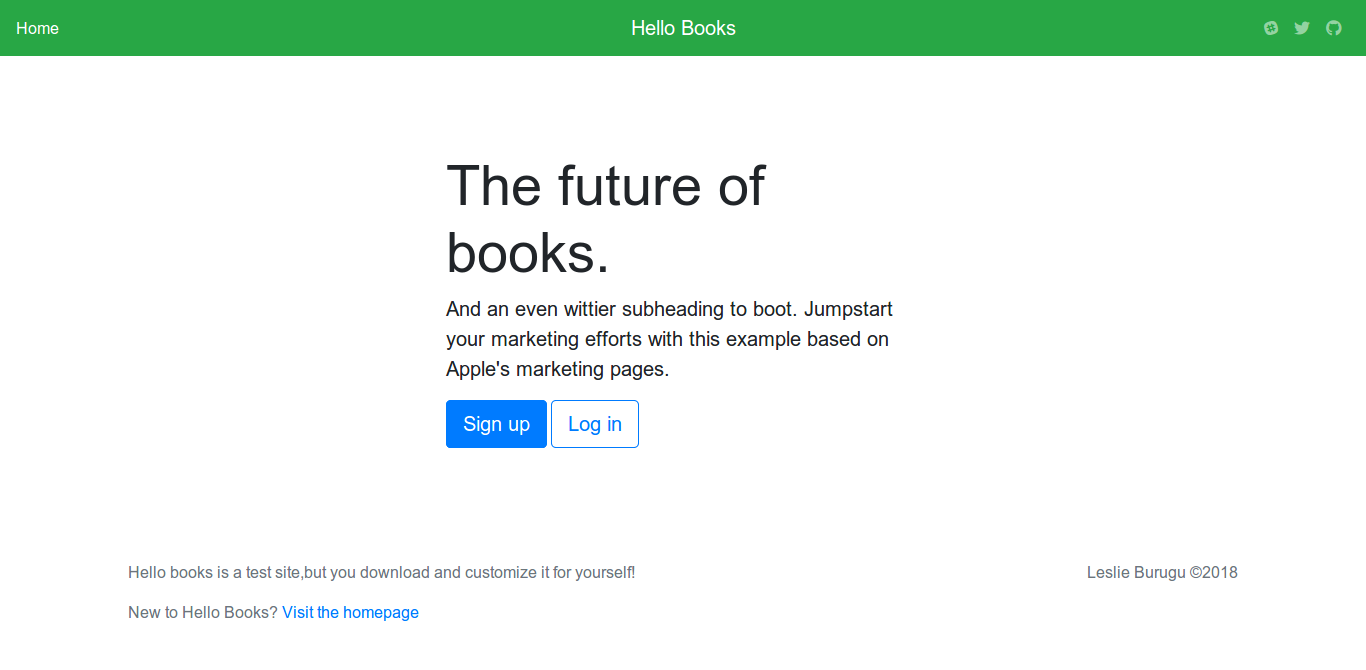 Home
Hello Books
The future of
books.
And an even wittier subheading to boot. Jumpstart
your marketing efforts with this example based on
Apple's marketing pages.
Sign up
Log in
Hello books is a test site,but you download and customize it for yourself!
Leslie Burugu ©2018
New to Hello Books? Visit the homepage